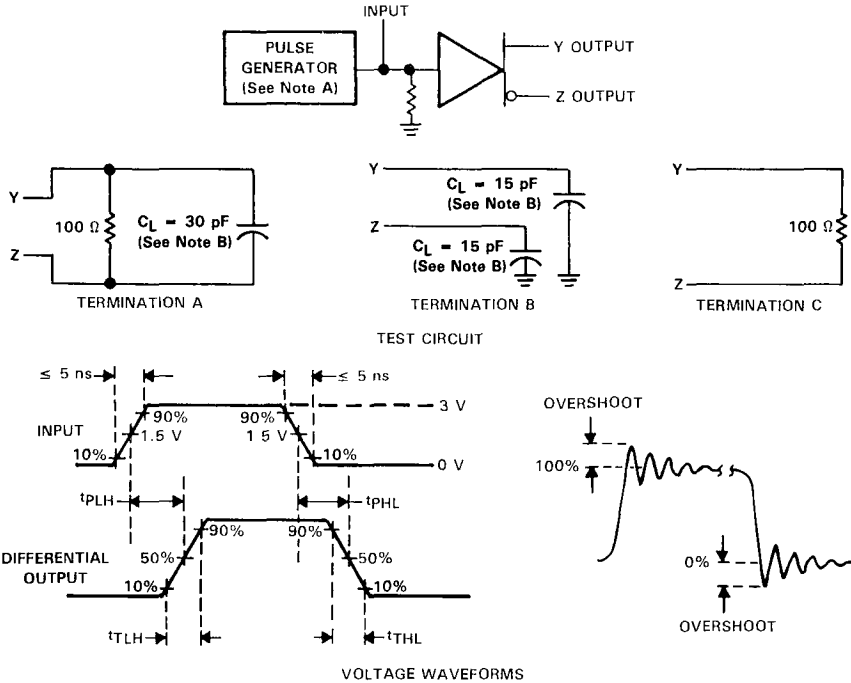 INPUT
PULSE
GENERATOR
(See Note A)
Y OUTPUT
Z OUTPUT
Y
100 Ω
CL = 30 pF
(See Note B)
Z
TERMINATION A
Y
CL = 15 pF
(See Note B)
Z
CL = 15 pF
(See Note B)
TERMINATION B
Y
100 Ω
Z
TERMINATION C
TEST CIRCUIT
≤ 5 ns
≤ 5 ns
3 V
90%
90%
INPUT
1.5 V
1 5 V
10%
10%
0 V
tPLH
tPHL
90%
90%
DIFFERENTIAL
OUTPUT
50%
50%
10%
10%
tTLH
tTHL
OVERSHOOT
100%
0%
OVERSHOOT
VOLTAGE WAVEFORMS